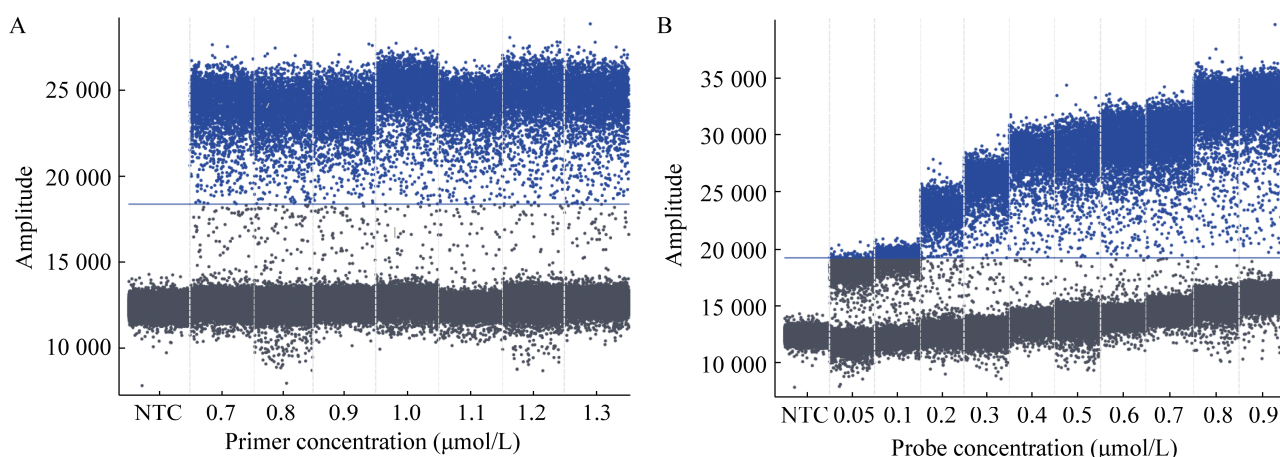 A
Amplitude
25 000
20 000
15 000
10 000
NTC 0.7 0.8 0.9 1.0 1.1 1.2 1.3
Primer concentration (μmol/L)
B
Amplitude
35 000
30 000
25 000
20 000
15 000
10 000
NTC 0.05 0.1 0.2 0.3 0.4 0.5 0.6 0.7 0.8 0.9
Probe concentration (μmol/L)